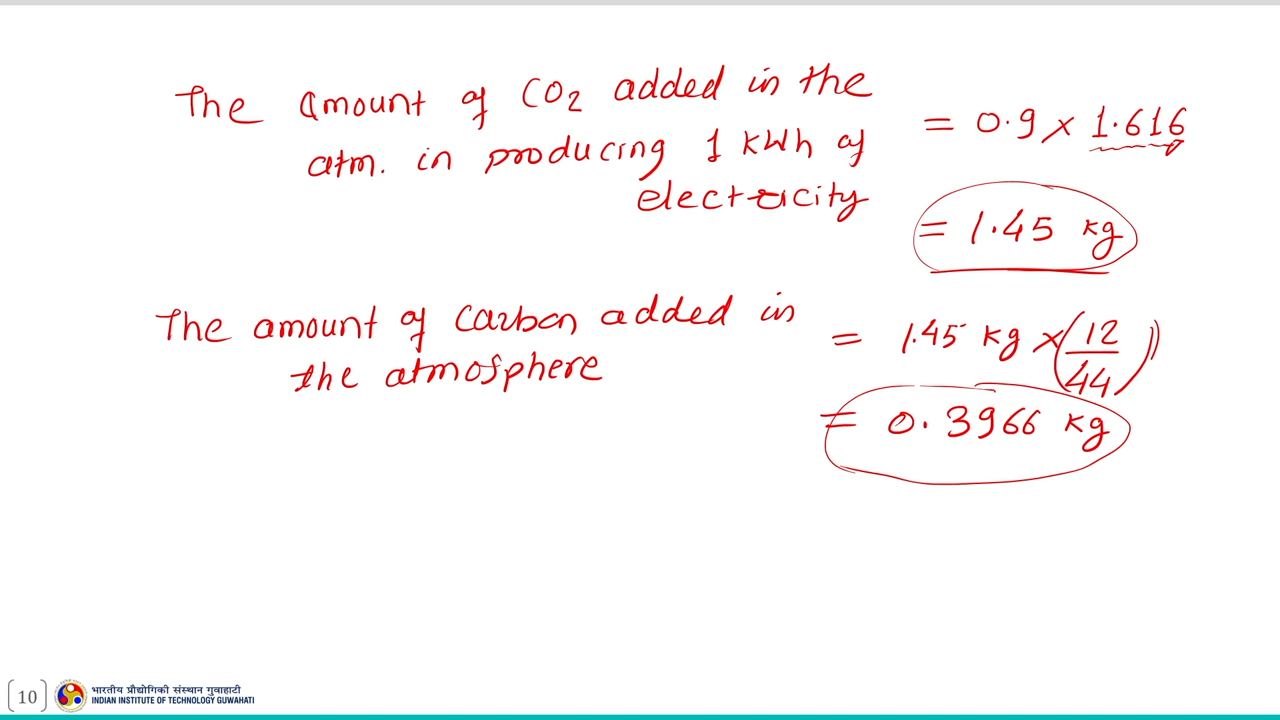 The amount of CO2 added in the = 0.9 × 1.616
atm. in producing 1 kWh of
electricity = 1.45 kg
The amount of carbon added in = 1.45 kg × (12/44)
the atmosphere = 0.3966 kg
10
भारतीय प्रौद्योगिकी संस्थान गुवाहाटी
INDIAN INSTITUTE OF TECHNOLOGY GUWAHATI